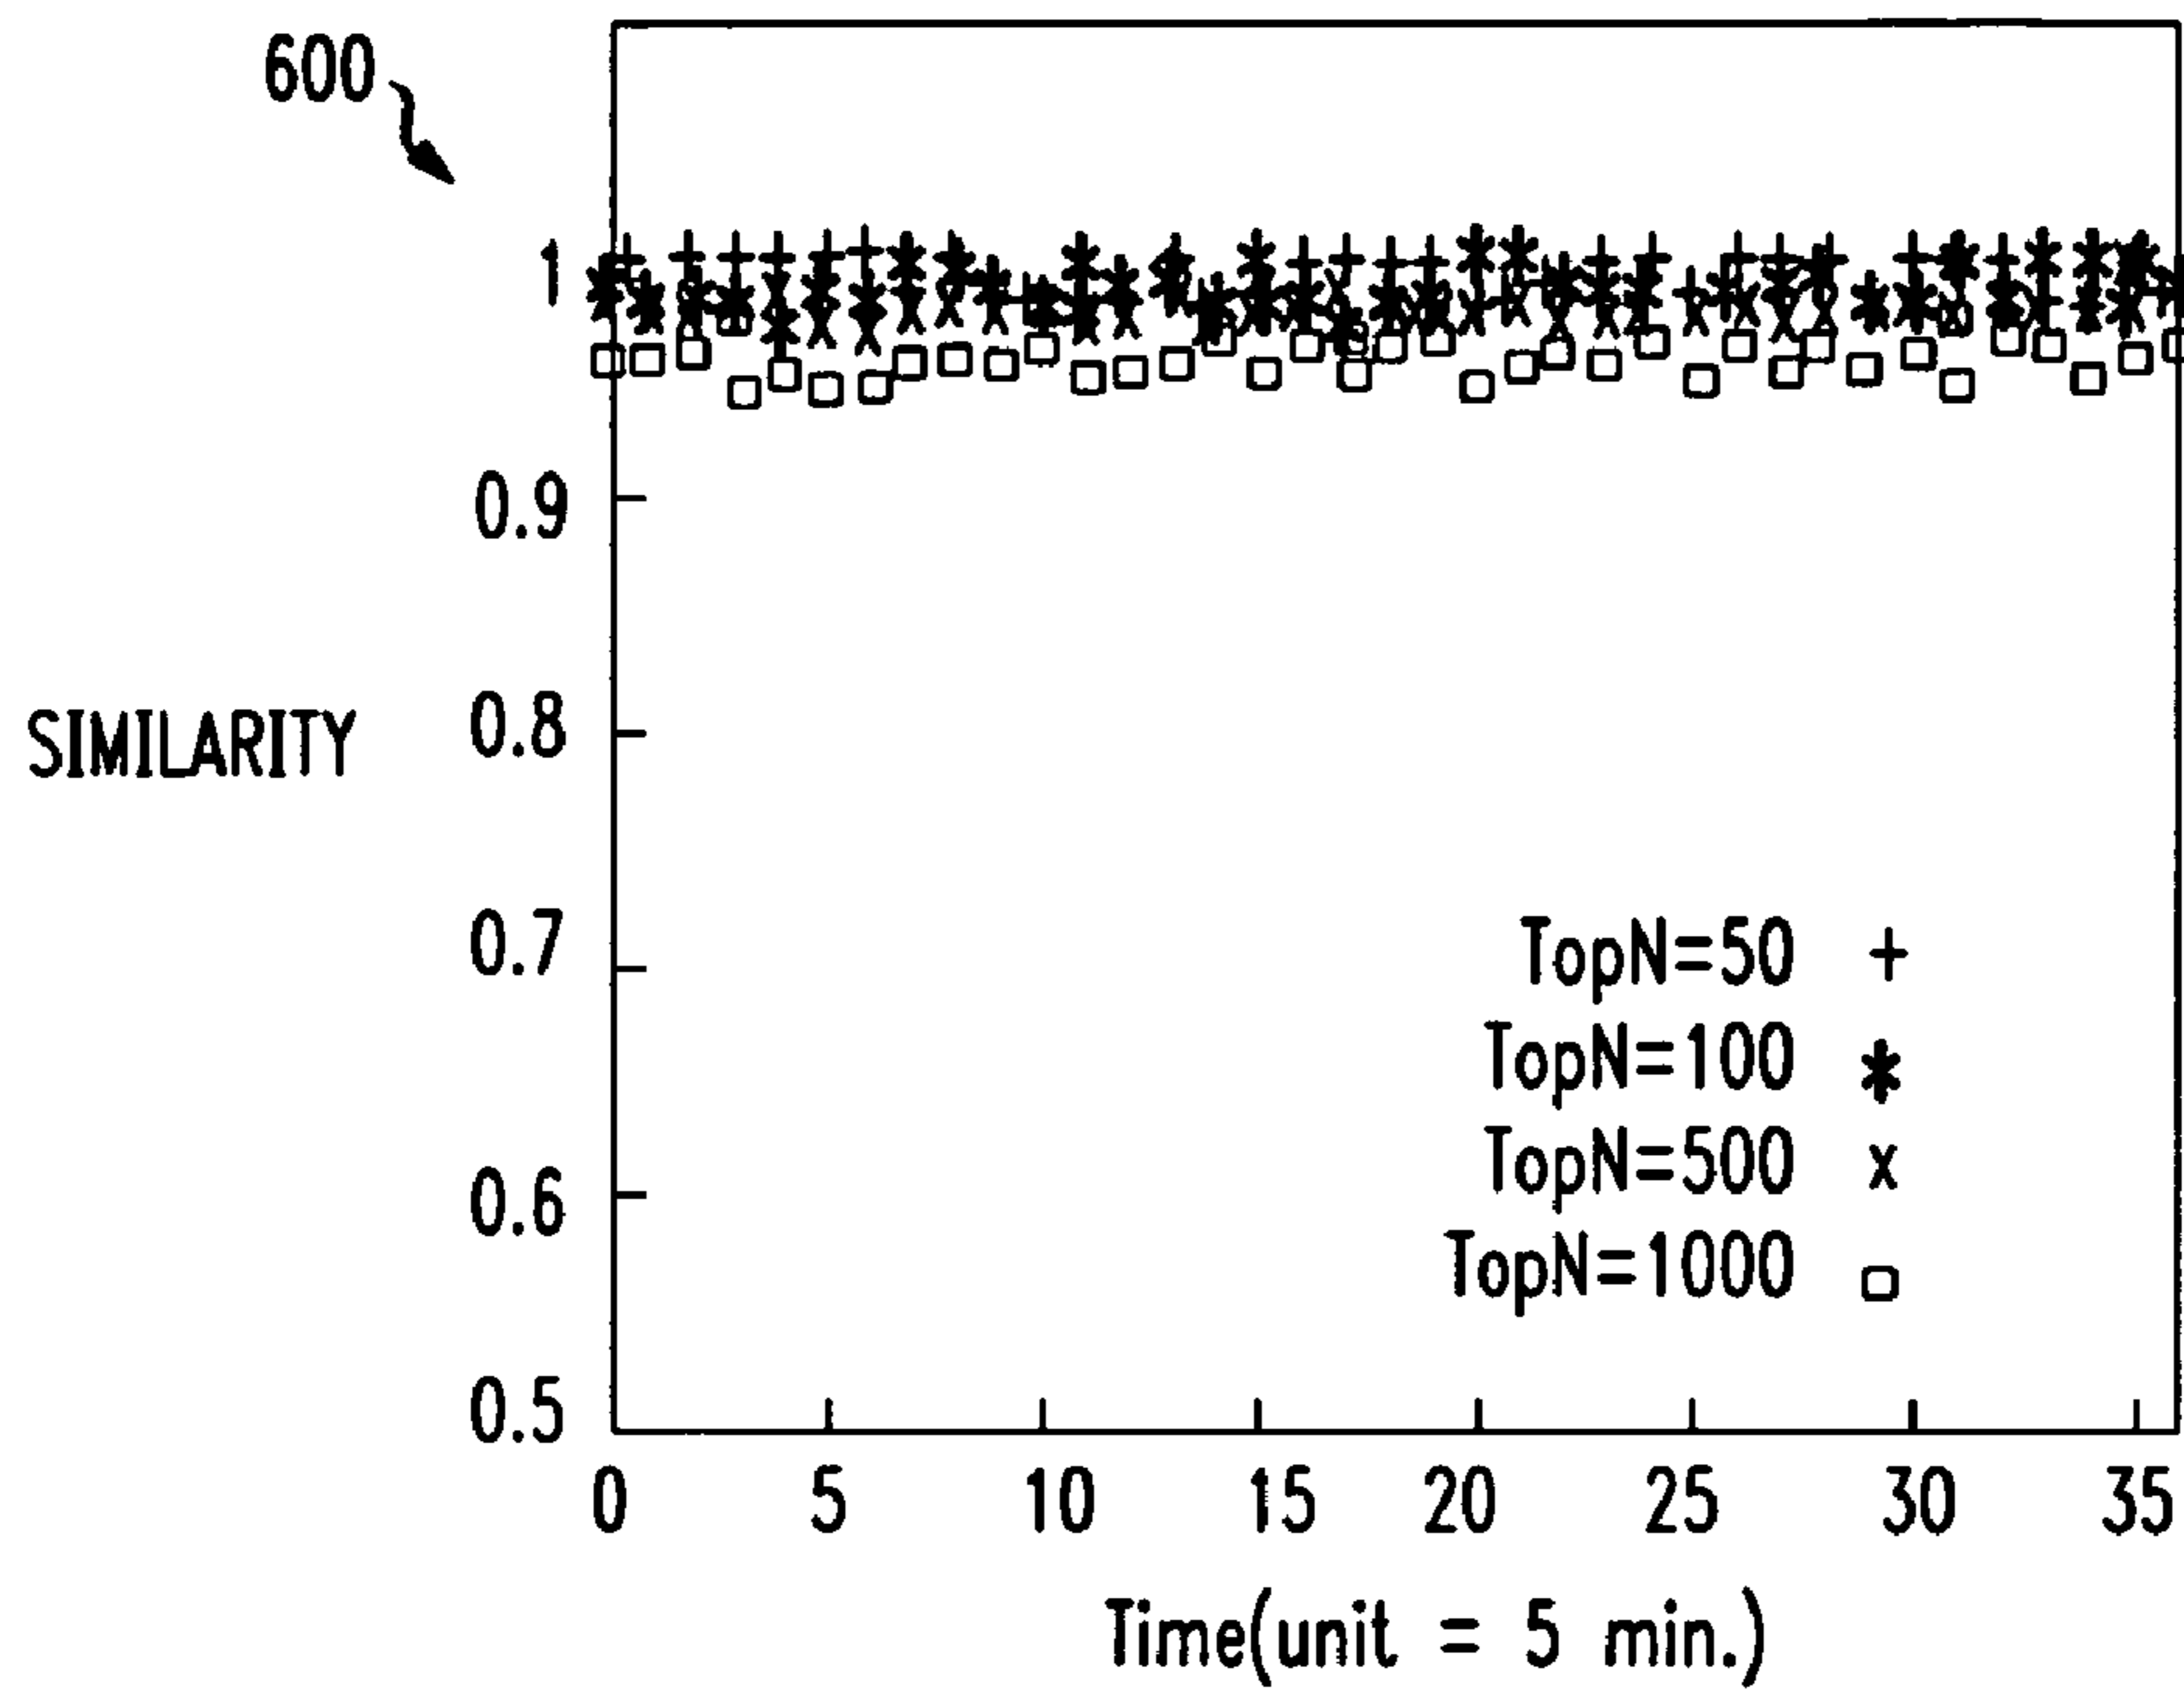 600
1
0.9
0.8
SIMILARITY
0.7
0.6
0.5
TopN=50 +
TopN=100 *
TopN=500 x
TopN=1000 □
0 5 10 15 20 25 30 35
Time(unit = 5 min.)